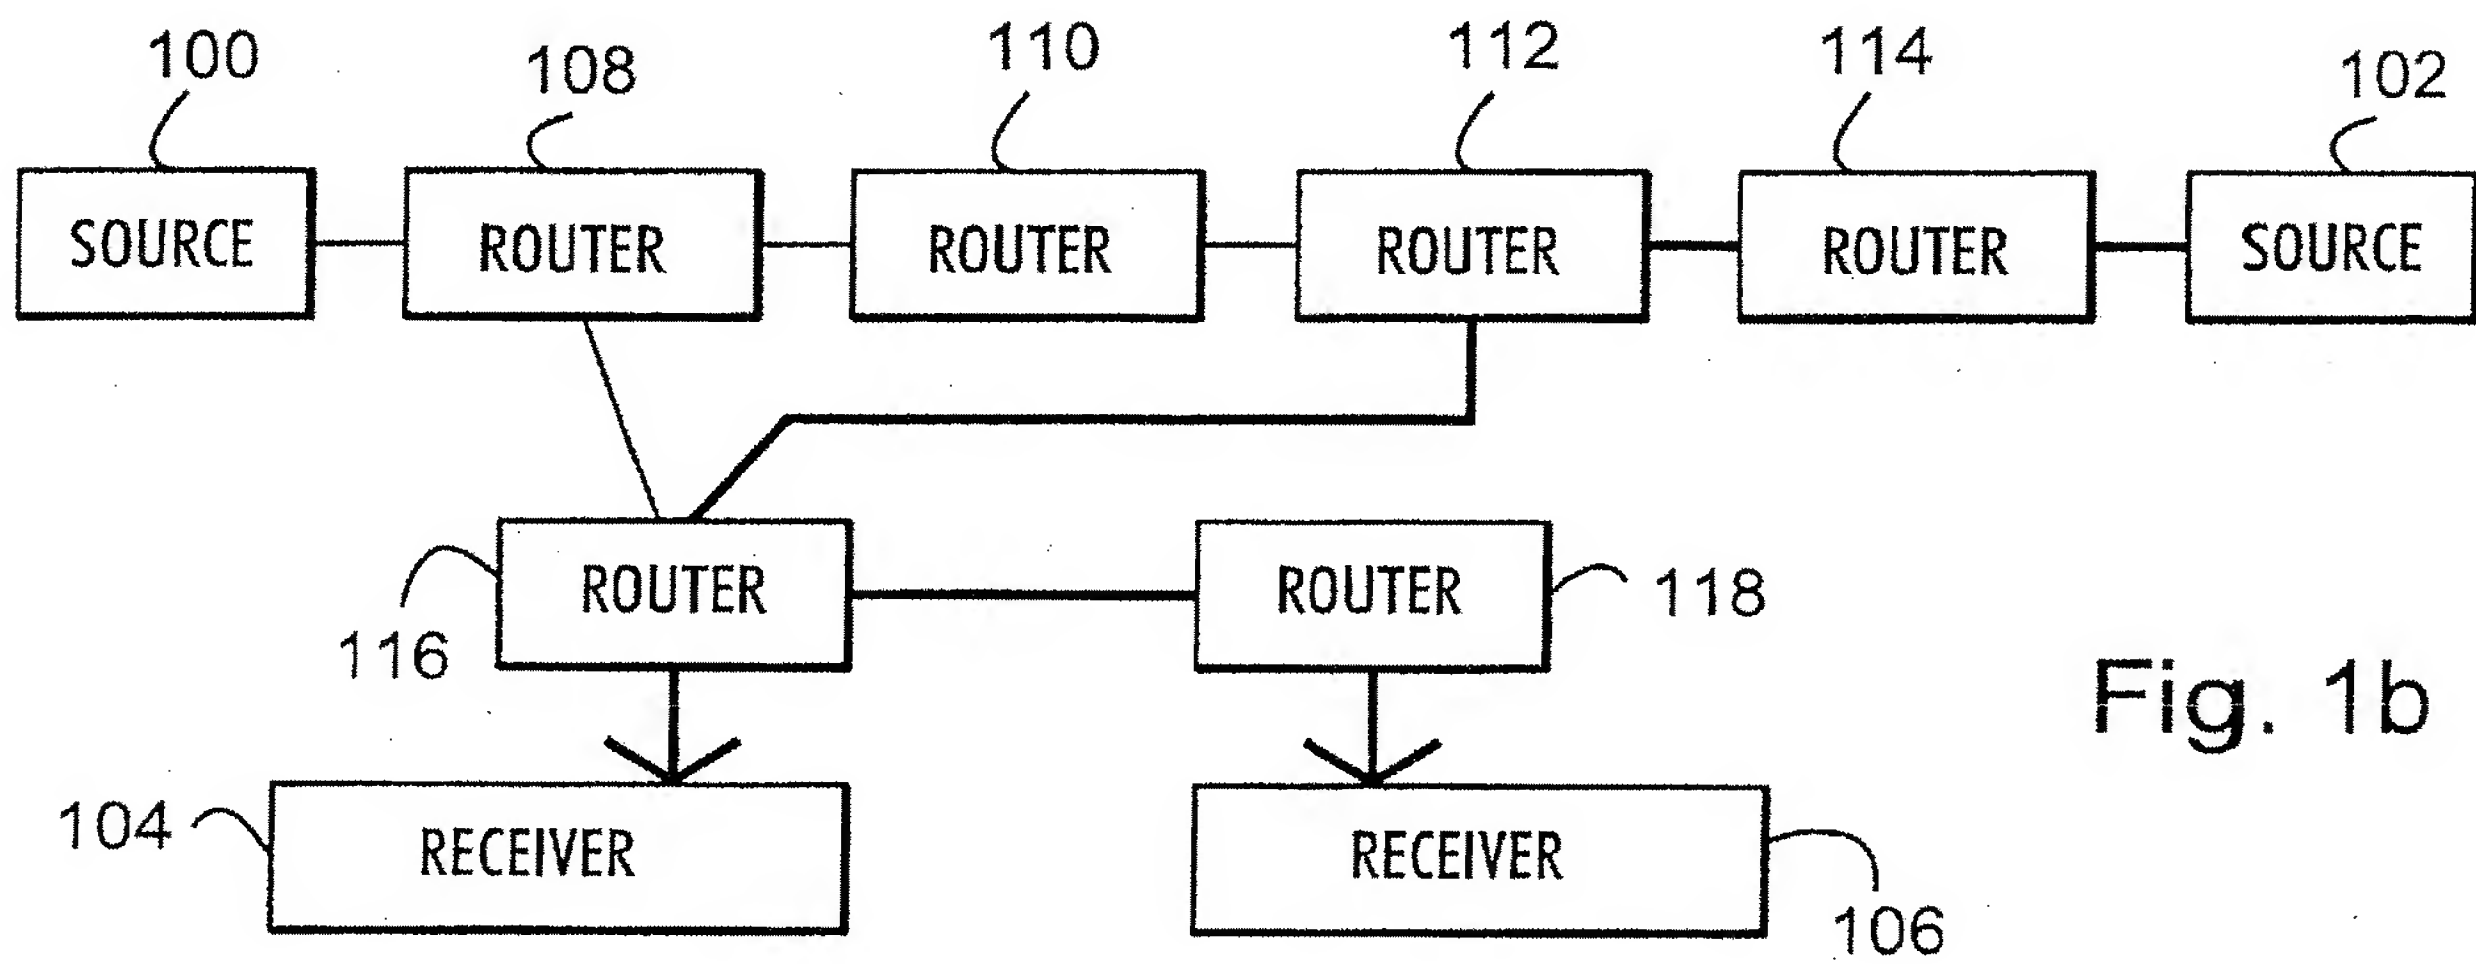 100
108
110
112
114
102
SOURCE
ROUTER
ROUTER
ROUTER
ROUTER
SOURCE
ROUTER
ROUTER
118
116
Fig. 1b
104
RECEIVER
RECEIVER
106